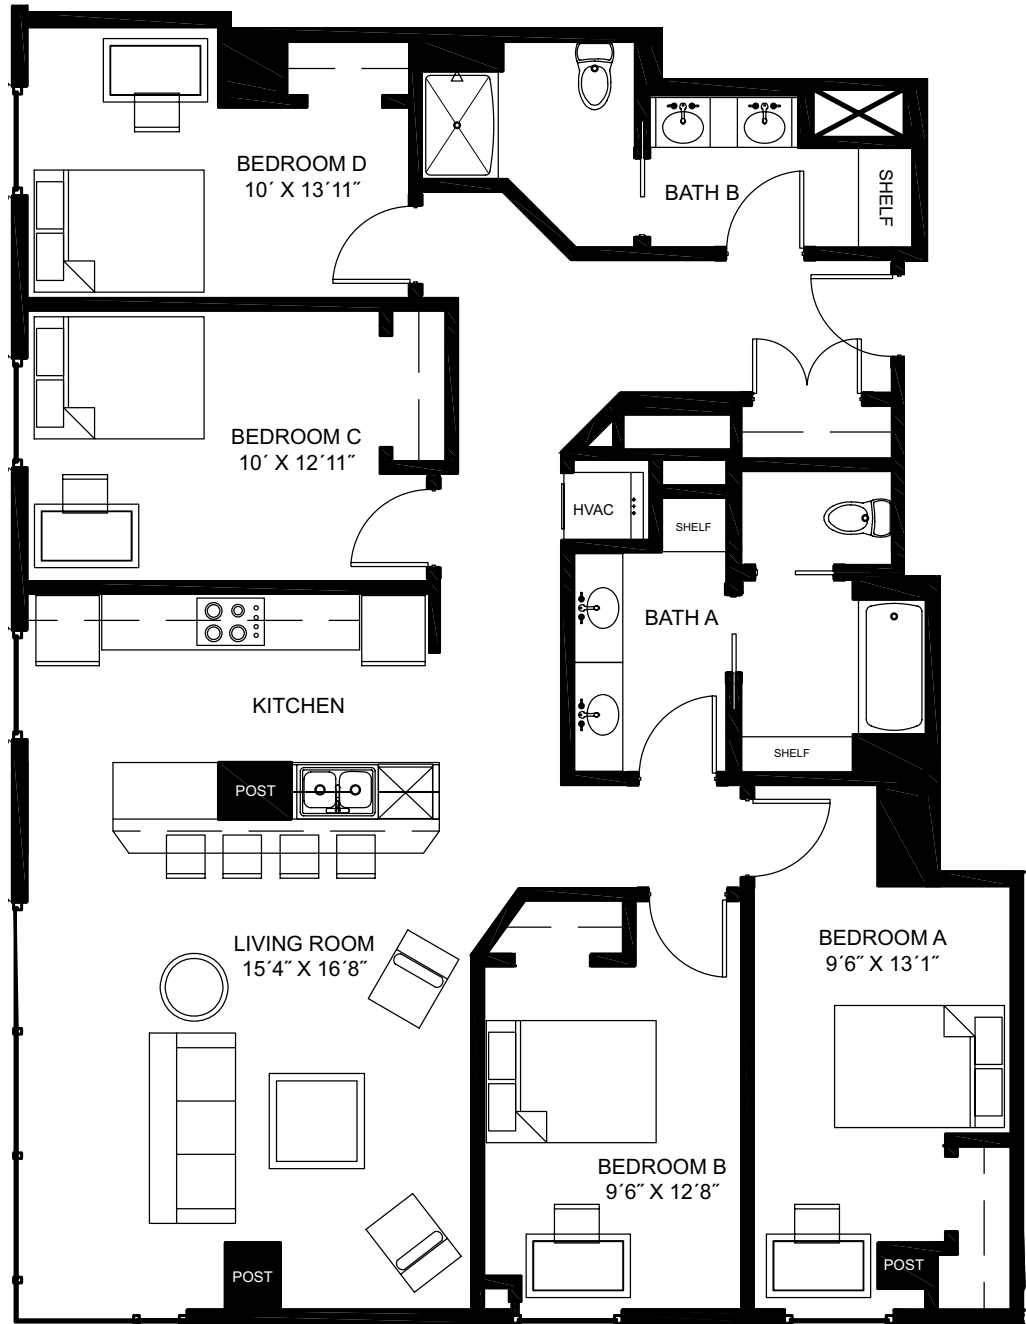 BEDROOM D
10´ X 13´11˝
BATH B
SHELF
BEDROOM C
10´ X 12´11˝
HVAC
SHELF
BATH A
KITCHEN
SHELF
POST
LIVING ROOM
15´4˝ X 16´8˝
BEDROOM A
9´6˝ X 13´1˝
BEDROOM B
9´6˝ X 12´8˝
POST
POST